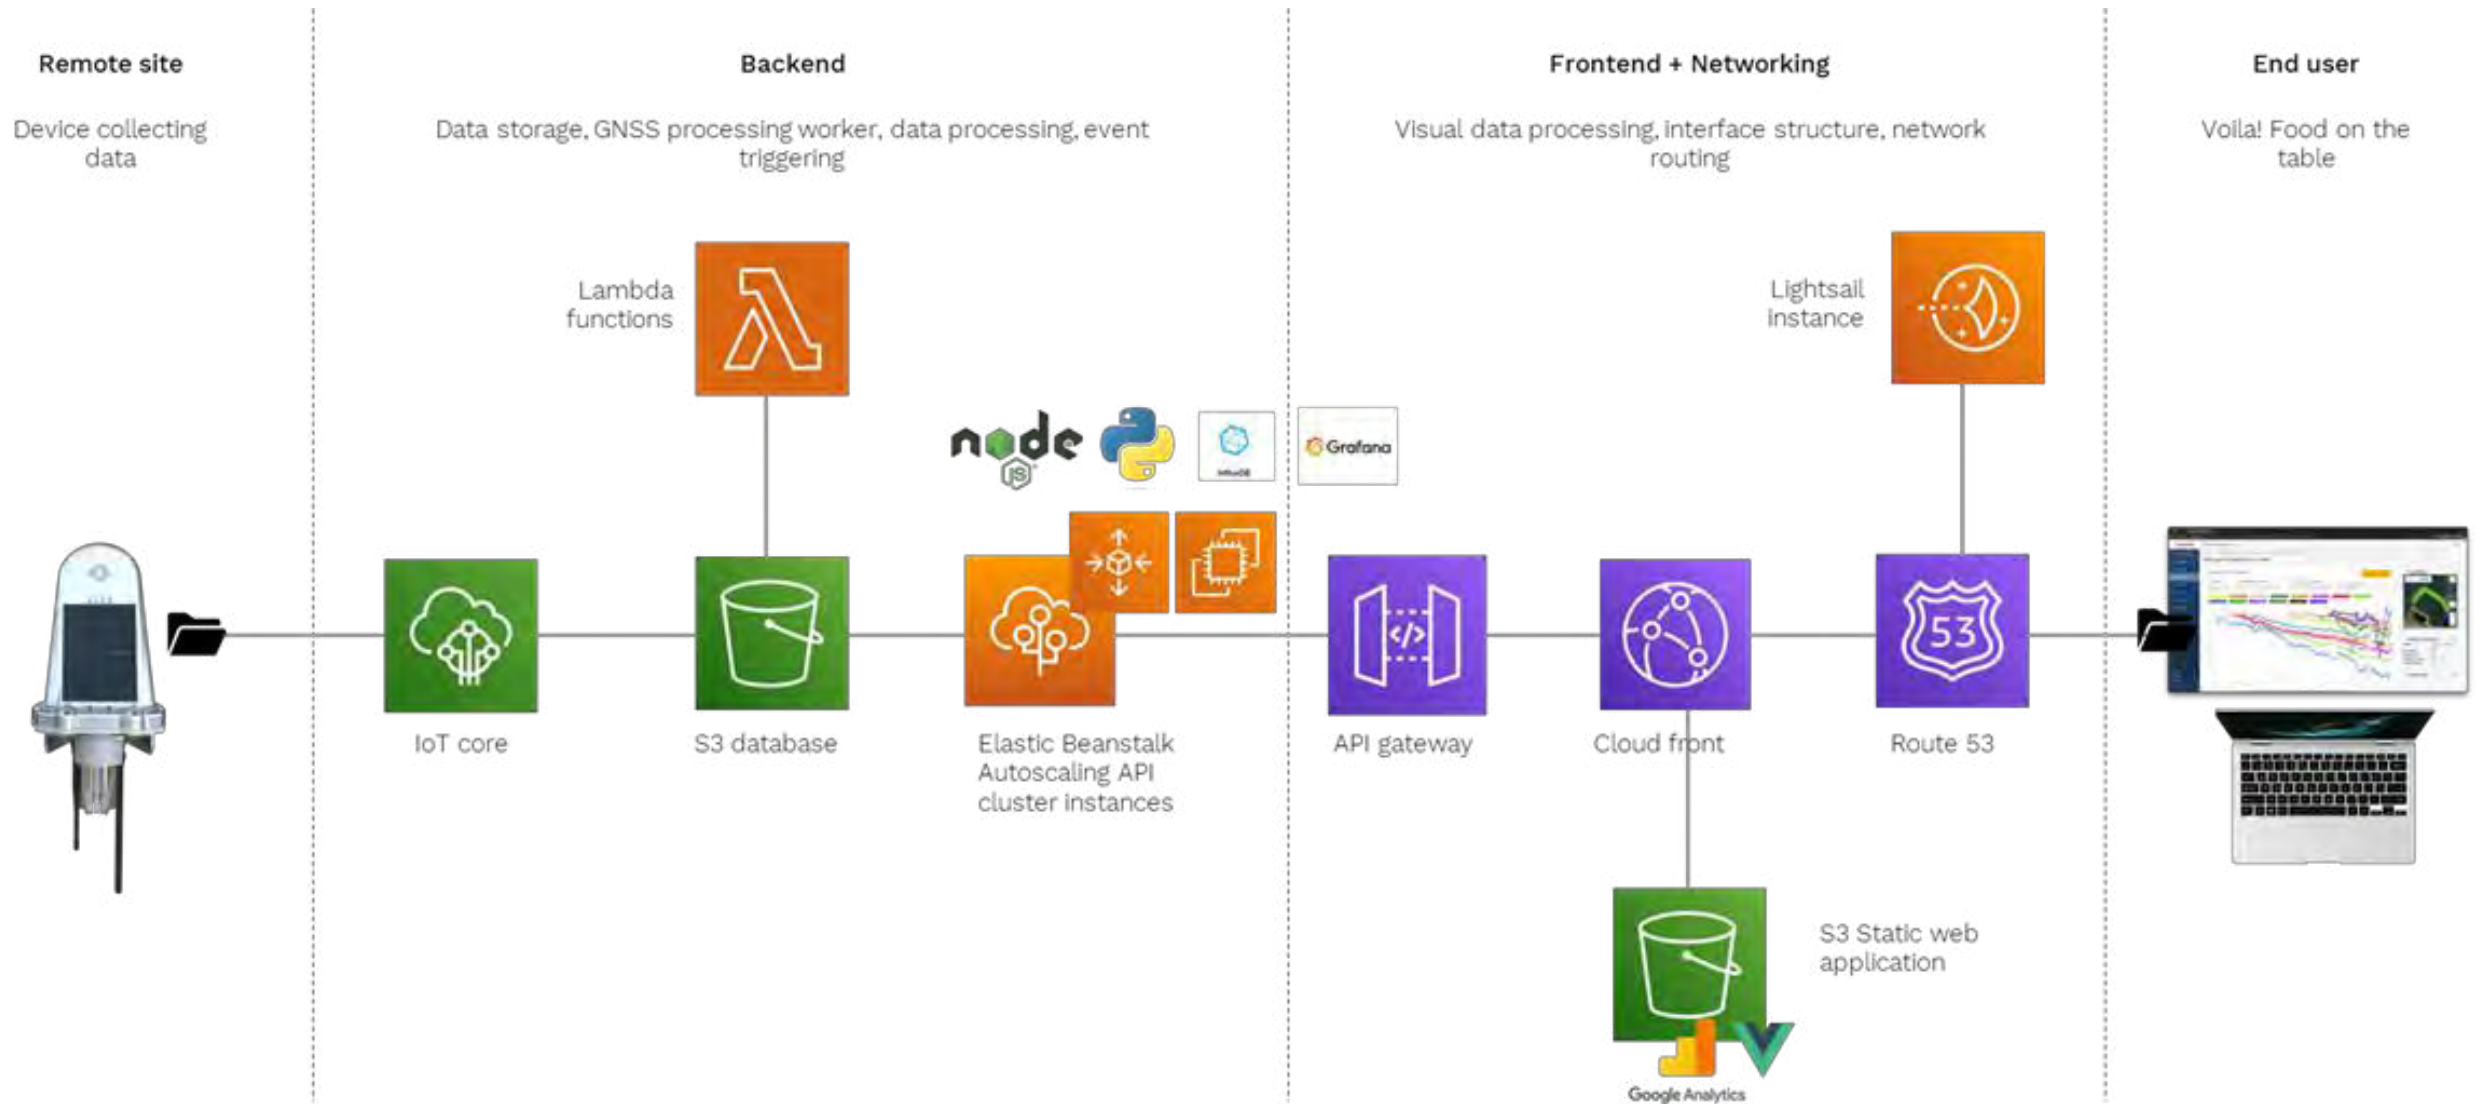 Remote site
Device collecting
data
Backend
Data storage, GNSS processing worker, data processing, event
triggering
Frontend + Networking
Visual data processing, interface structure, network
routing
End user
Voila! Food on the
table
Lambda
functions
Lightsail
instance
node
JS
InfluxDB
Grafana
</>
53
IoT core
S3 database
Elastic Beanstalk
Autoscaling API
cluster instances
API gateway
Cloud front
Route 53
S3 Static web
application
Google Analytics